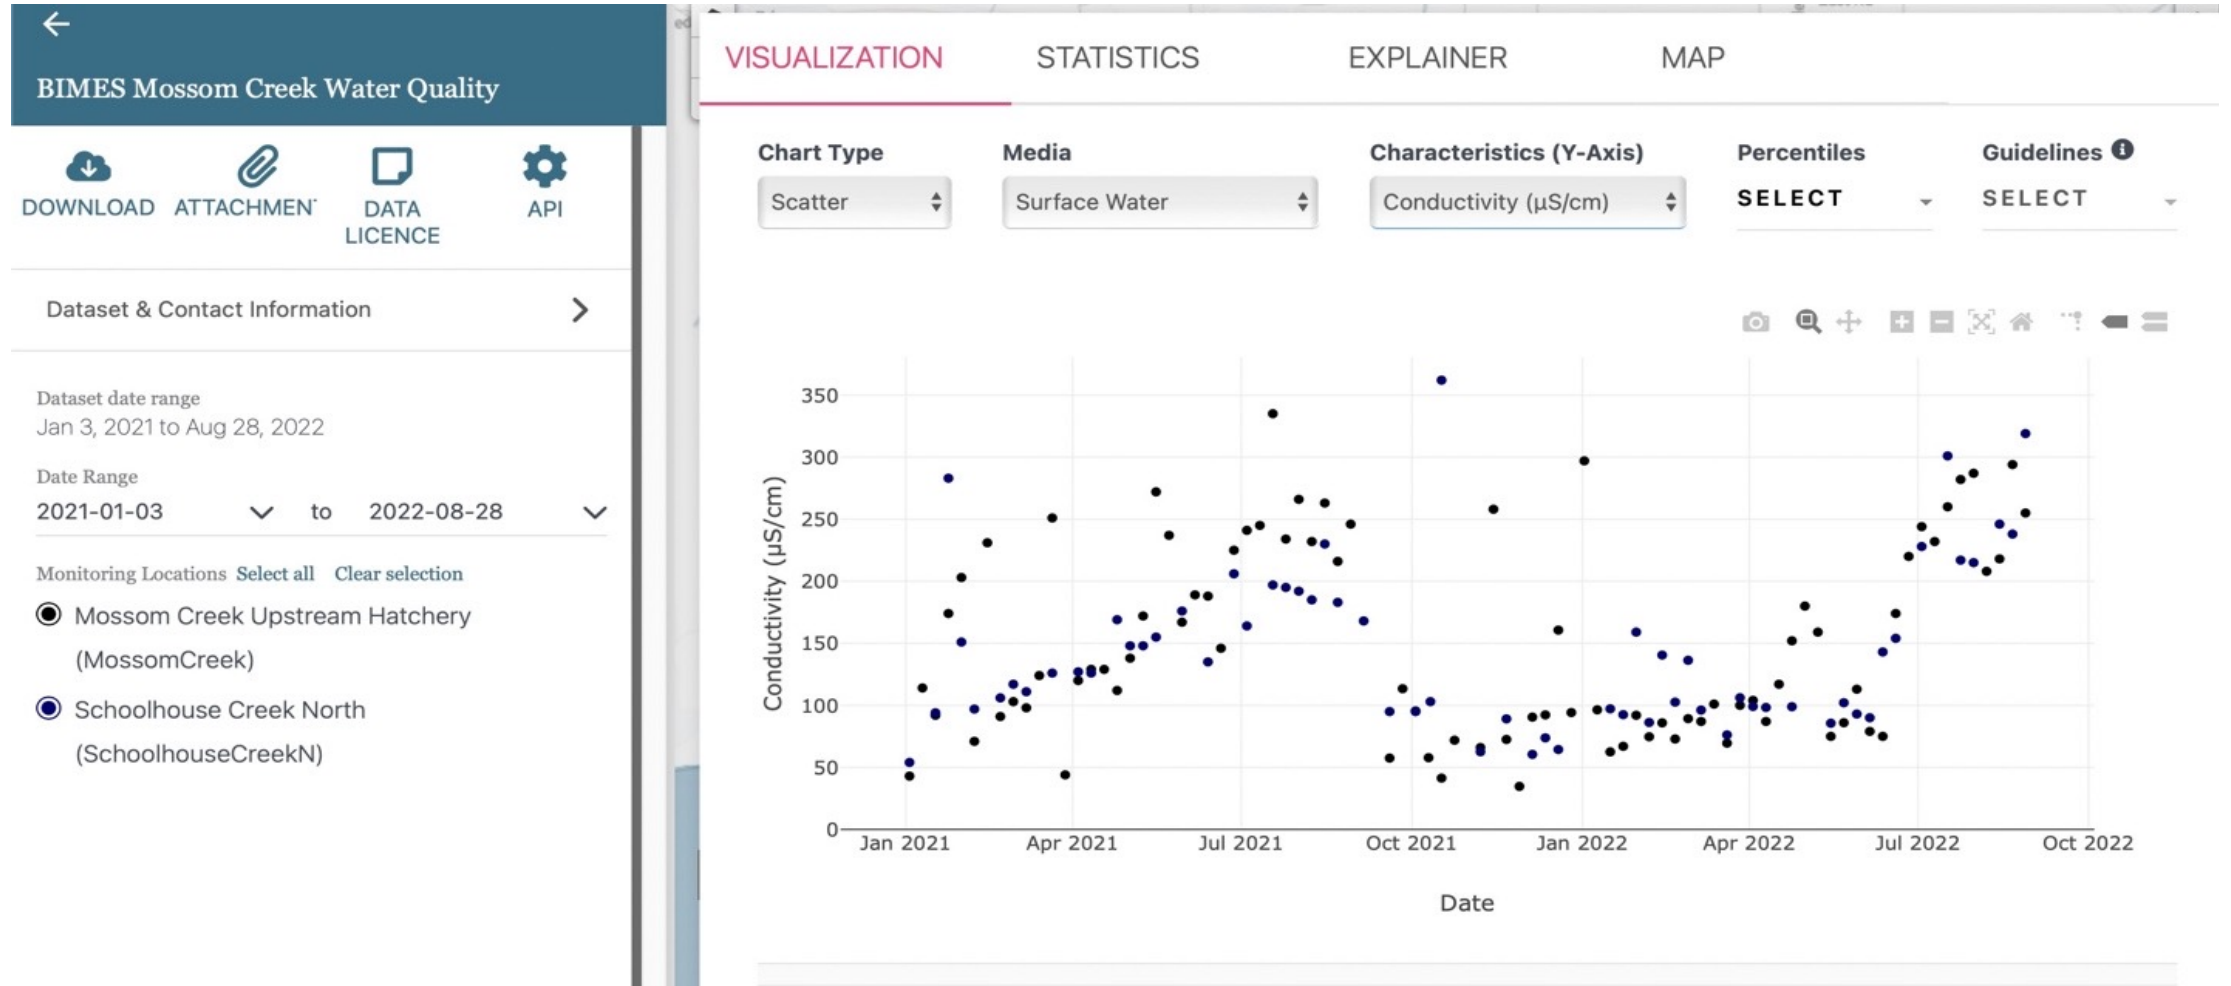 BIMES Mossom Creek Water Quality
DOWNLOAD
ATTACHMEN
DATA
LICENCE
API
Dataset & Contact Information
Dataset date range
Jan 3, 2021 to Aug 28, 2022
Date Range
2021-01-03 to 2022-08-28
Monitoring Locations Select all Clear selection
Mossom Creek Upstream Hatchery
(MossomCreek)
Schoolhouse Creek North
(SchoolhouseCreekN)
VISUALIZATION STATISTICS EXPLAINER MAP
Chart Type Media Characteristics (Y-Axis) Percentiles Guidelines
Scatter Surface Water Conductivity (µS/cm) SELECT SELECT
Conductivity (µS/cm)
350
300
250
200
150
100
50
0
Jan 2021 Apr 2021 Jul 2021 Oct 2021 Jan 2022 Apr 2022 Jul 2022 Oct 2022
Date